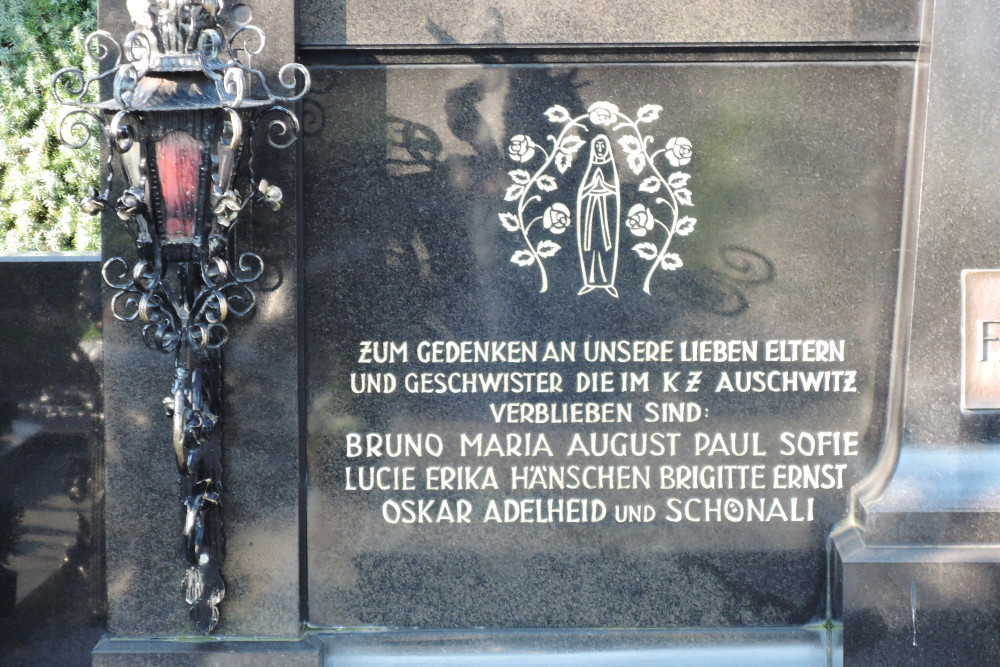 ZUM GEDENKEN AN UNSERE LIEBEN ELTERN
UND GESCHWISTER DIE IM KZ AUSCHWITZ
VERBLIEBEN SIND:
BRUNO MARIA AUGUST PAUL SOFIE
LUCIE ERIKA HÄNSCHEN BRIGITTE ERNST
OSKAR ADELHEID UND SCHÖNALI
F